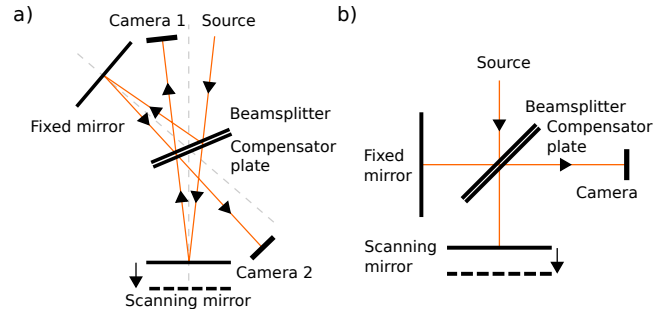 a)
Camera 1
Source
Fixed mirror
Beamsplitter
Compensator
plate
Camera 2
Scanning mirror
b)
Source
Beamsplitter
Compensator
plate
Fixed
mirror
Camera
Scanning
mirror